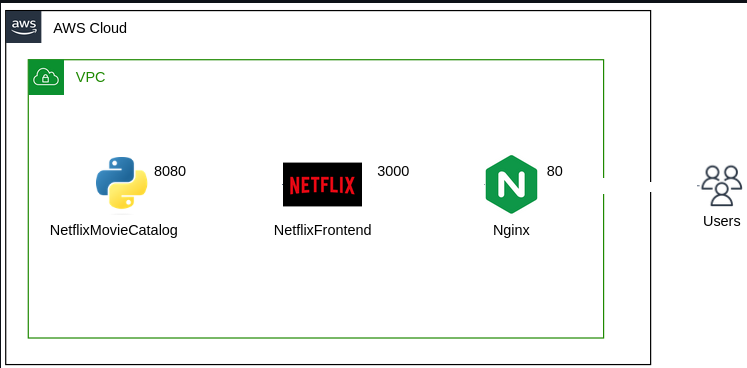 aws
AWS Cloud
VPC
8080
NETFLIX
3000
N
80
NetflixMovieCatalog
NetflixFrontend
Nginx
Users